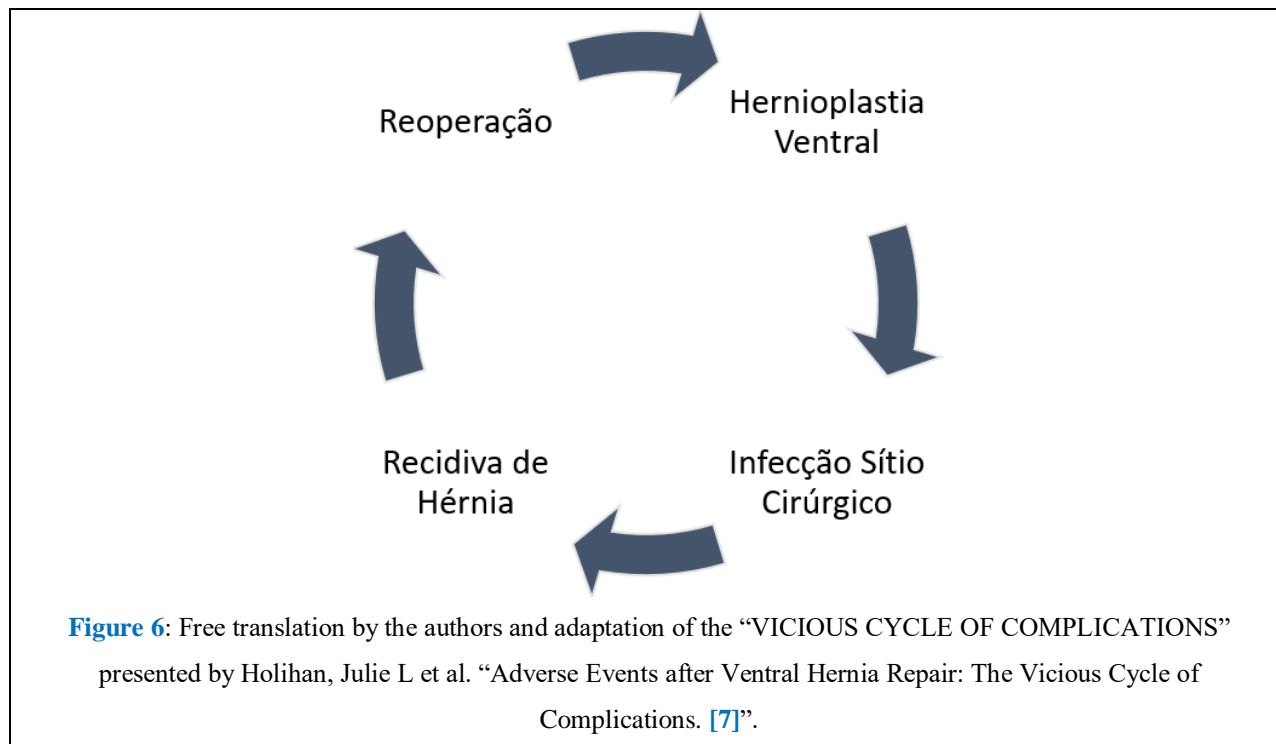 Reoperação
Hernioplastia
Ventral
Recidiva de
Hérnia
Infecção Sítio
Cirúrgico
Figure 6: Free translation by the authors and adaptation of the “VICIOUS CYCLE OF COMPLICATIONS”
presented by Holihan, Julie L et al. “Adverse Events after Ventral Hernia Repair: The Vicious Cycle of
Complications. [7]”.